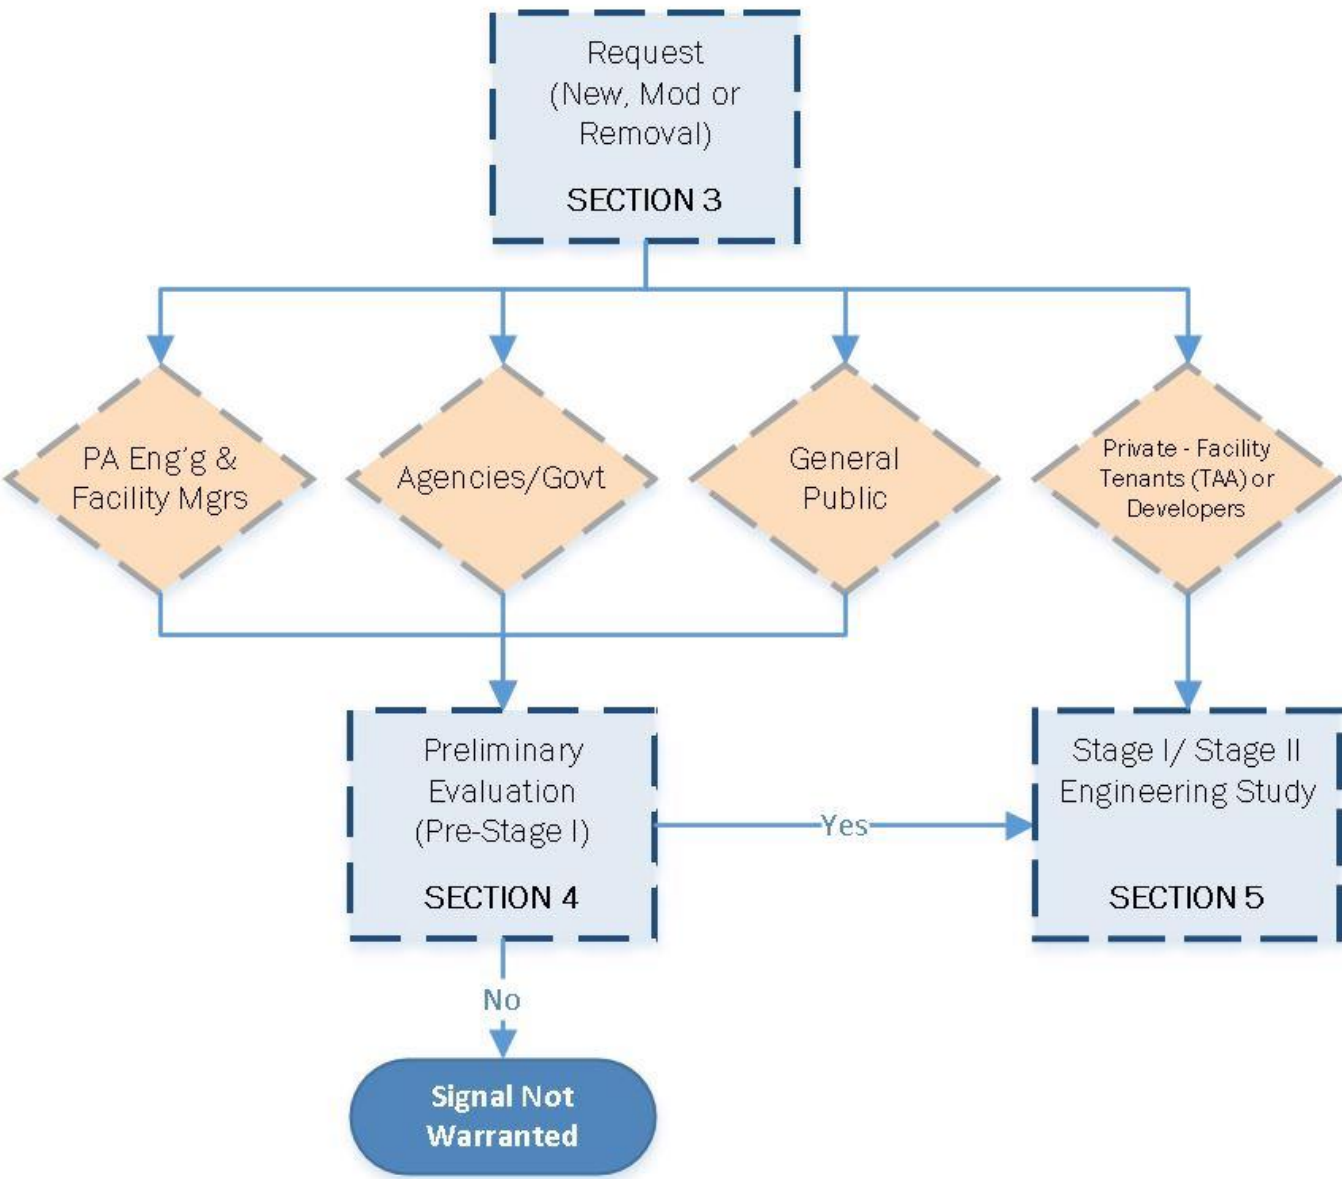 Request
(New, Mod or
Removal)
SECTION 3
PA Eng'g &
Facility Mgrs
Agencies/Govt
General
Public
Private - Facility
Tenants (TAA) or
Developers
Preliminary
Evaluation
(Pre-Stage I)
SECTION 4
Yes
Stage I/ Stage II
Engineering Study
SECTION 5
No
Signal Not
Warranted